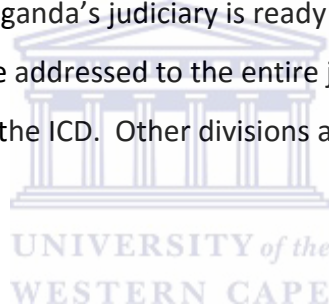 ganda's judiciary is ready
e addressed to the entire j
the ICD. Other divisions a
UNIVERSITY of the
WESTERN CAPE